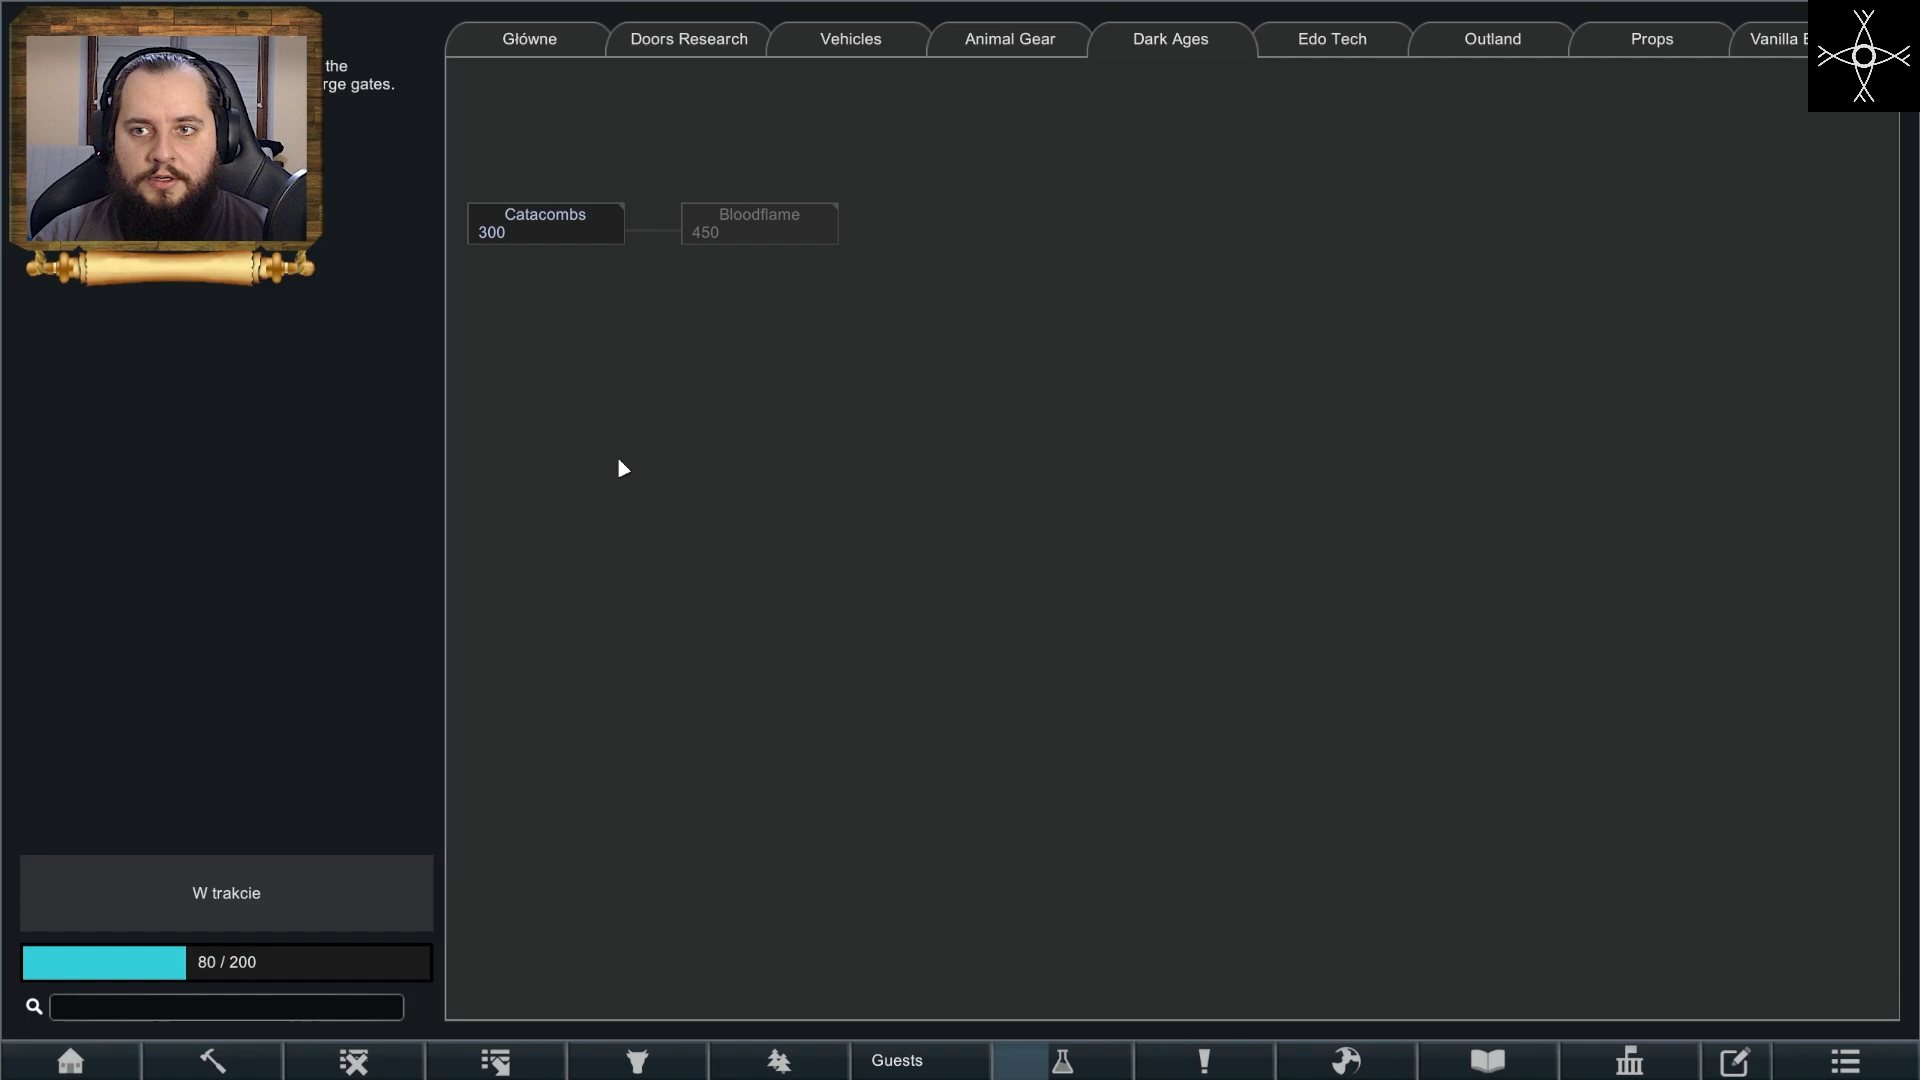 the
rge gates.
Główne
Doors Research
Vehicles
Animal Gear
Dark Ages
Edo Tech
Outland
Props
Vanilla
Catacombs
300
Bloodflame
450
W trakcie
80 / 200
Guests